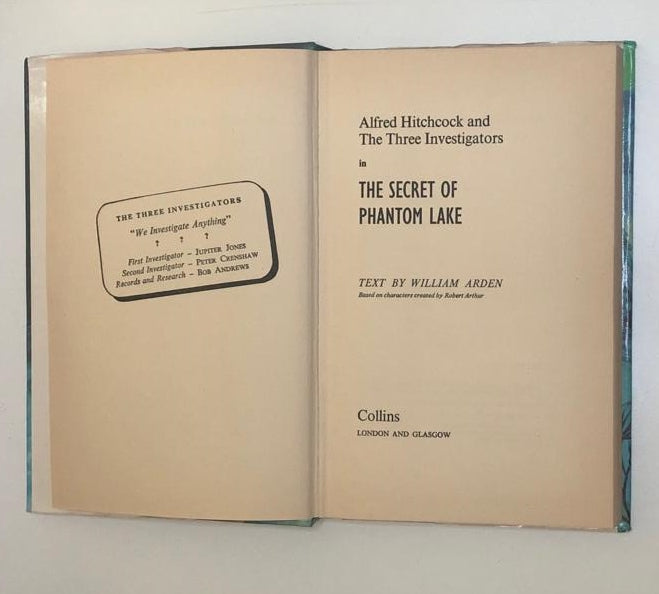 THE THREE INVESTIGATORS
"We Investigate Anything"
? ? ?
First Investigator – JUPITER JONES
Second Investigator – PETER CRENSHAW
Records and Research – BOB ANDREWS
Alfred Hitchcock and
The Three Investigators
in
THE SECRET OF
PHANTOM LAKE
TEXT BY WILLIAM ARDEN
Based on characters created by Robert Arthur
Collins
LONDON AND GLASGOW